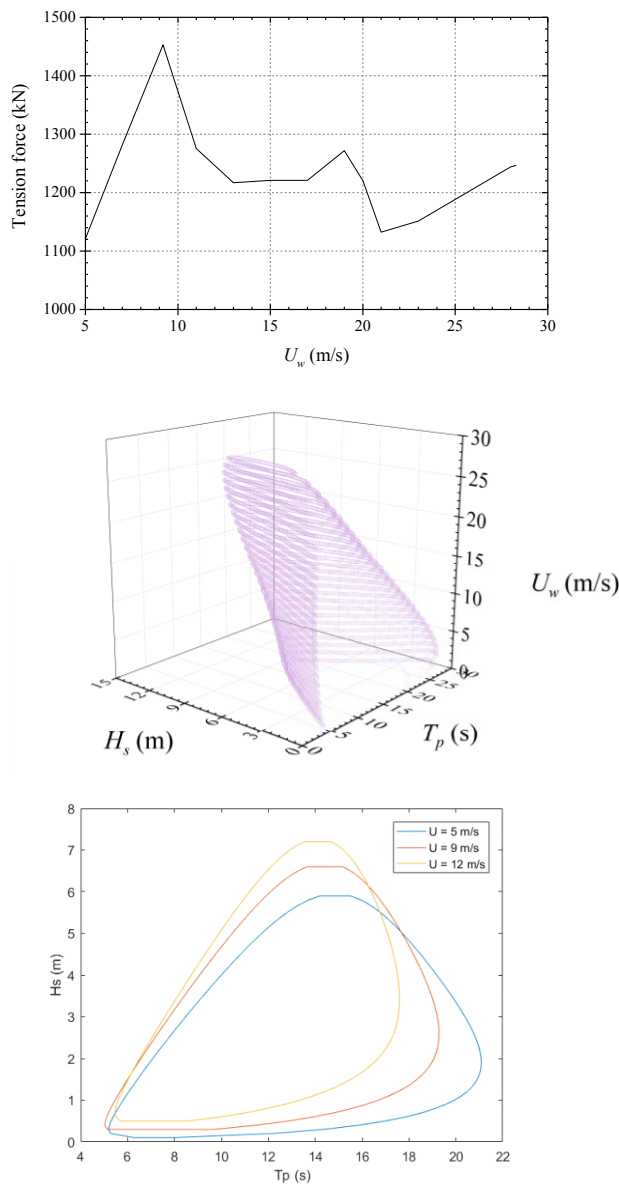 1500
1400
1300
1200
1100
1000
Tension force (kN)
5 10 15 20 25 30
U_w (m/s)
30
25
20
15
10
5
0
U_w (m/s)
15 12 9 6 3 0
H_s (m)
0 5 10 15 20 25 30
T_p (s)
8
7
6
5
4
3
2
1
0
Hs (m)
U = 5 m/s
U = 9 m/s
U = 12 m/s
4 6 8 10 12 14 16 18 20 22
Tp (s)